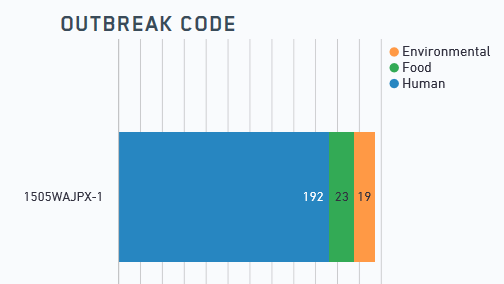 OUTBREAK CODE
Environmental
Food
Human
1505WAJPX-1
192
23
19